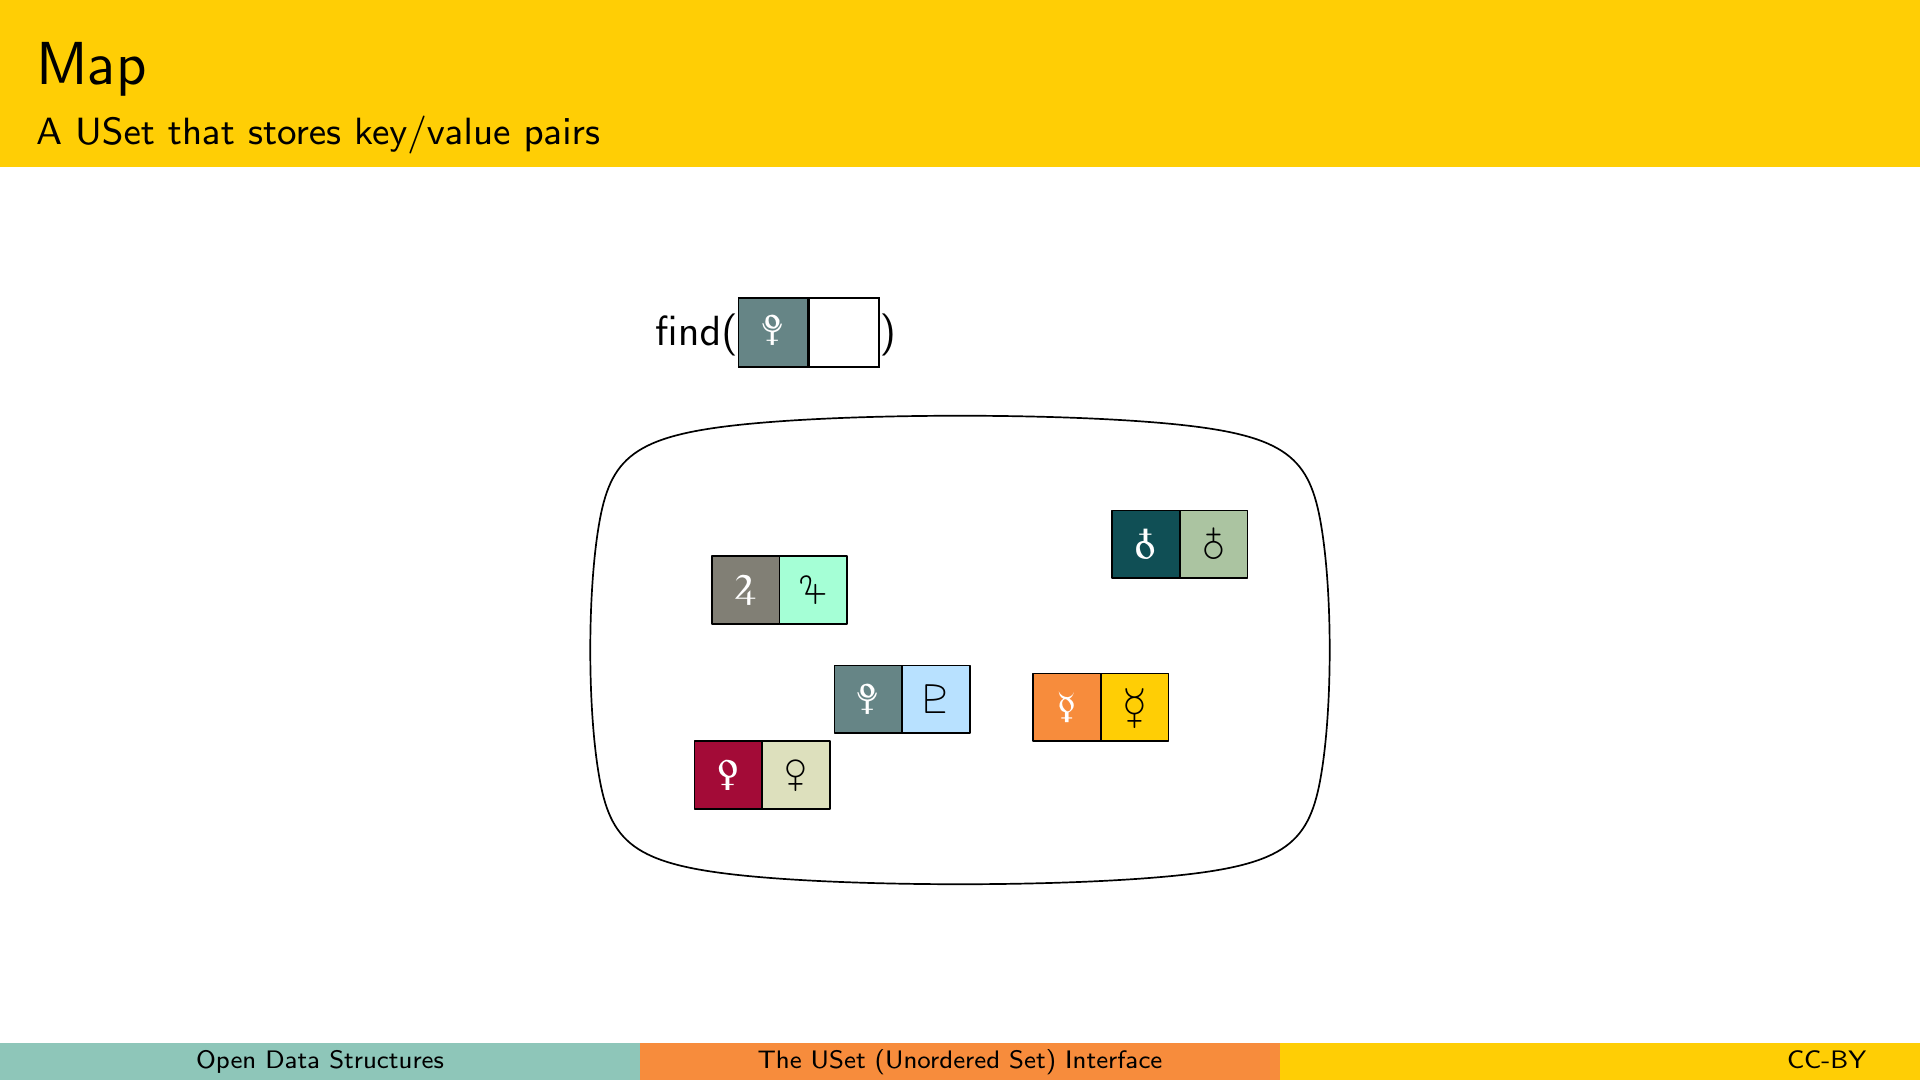 Map
A USet that stores key/value pairs
find(⚴ )
♁ ♁
♃ ♃
⚴ ♇
☿ ☿
♀ ♀
Open Data Structures
The USet (Unordered Set) Interface
CC-BY